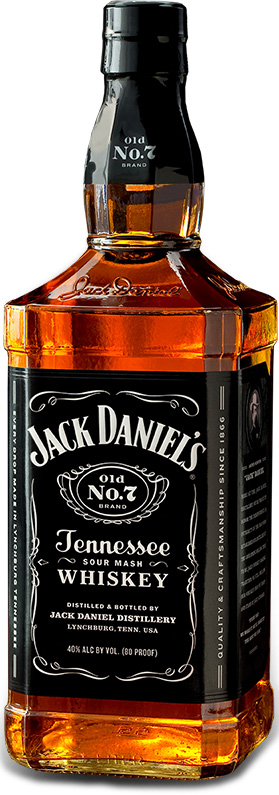 Old
No.7
BRAND
Jack Daniel
JACK DANIEL'S
Old
No.7
BRAND
Tennessee
SOUR MASH
WHISKEY
DISTILLED & BOTTLED BY
JACK DANIEL DISTILLERY
LYNCHBURG, TENN. USA
40% ALC BY VOL. (80 PROOF)
EVERY DROP MADE IN LYNCHBURG TENNESSEE
QUALITY & CRAFTSMANSHIP SINCE 1866